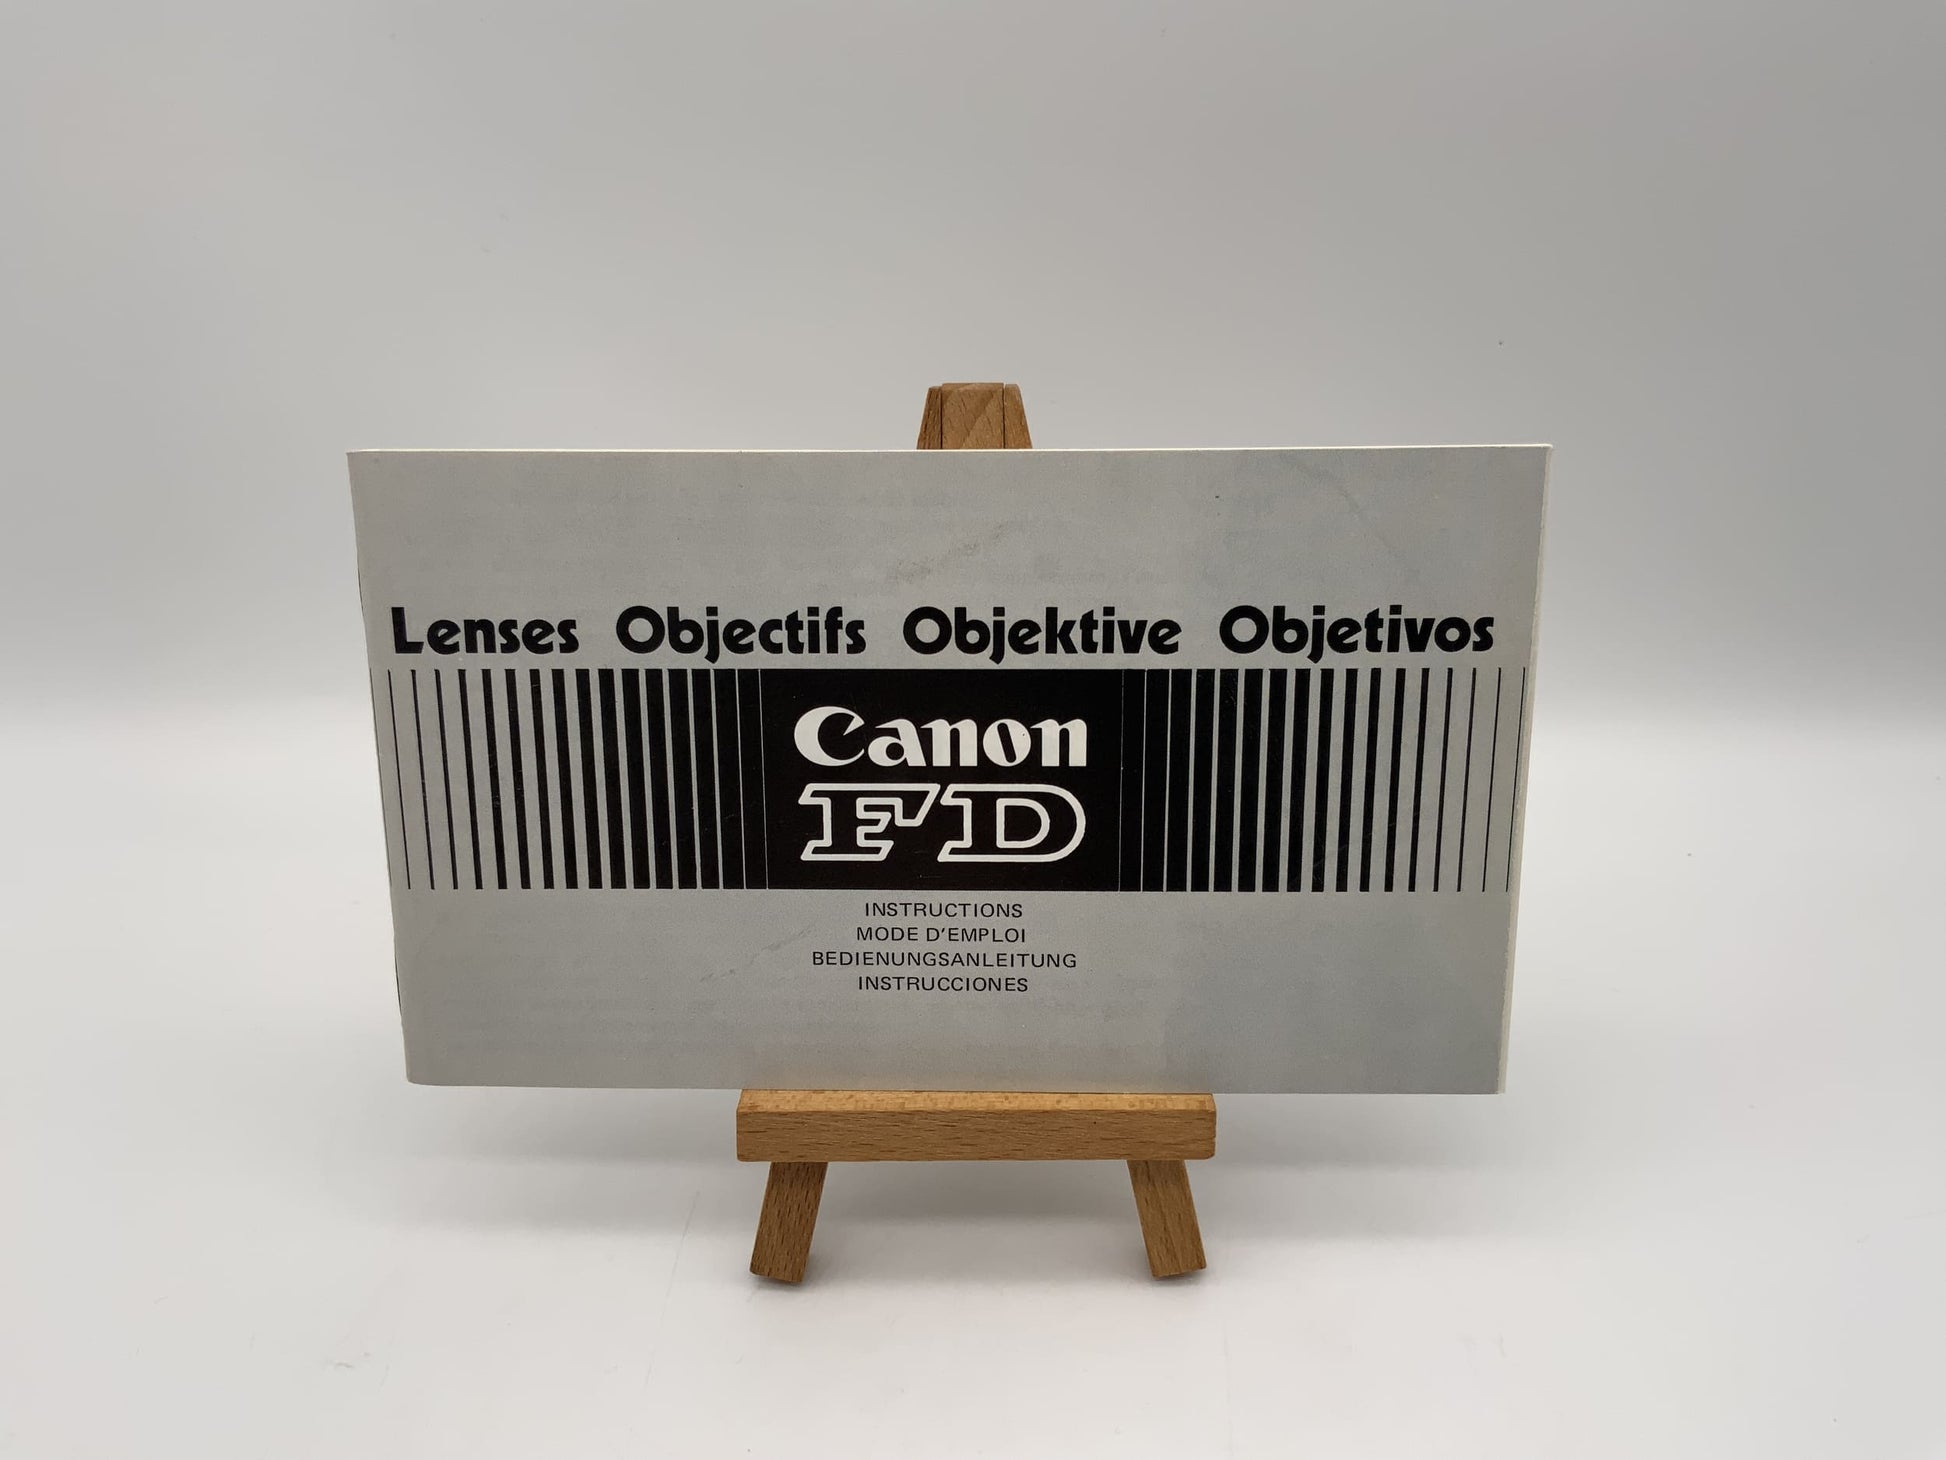 Lenses Objectifs Objektive Objetivos
Canon
FD
INSTRUCTIONS
MODE D'EMPLOI
BEDIENUNGSANLEITUNG
INSTRUCCIONES